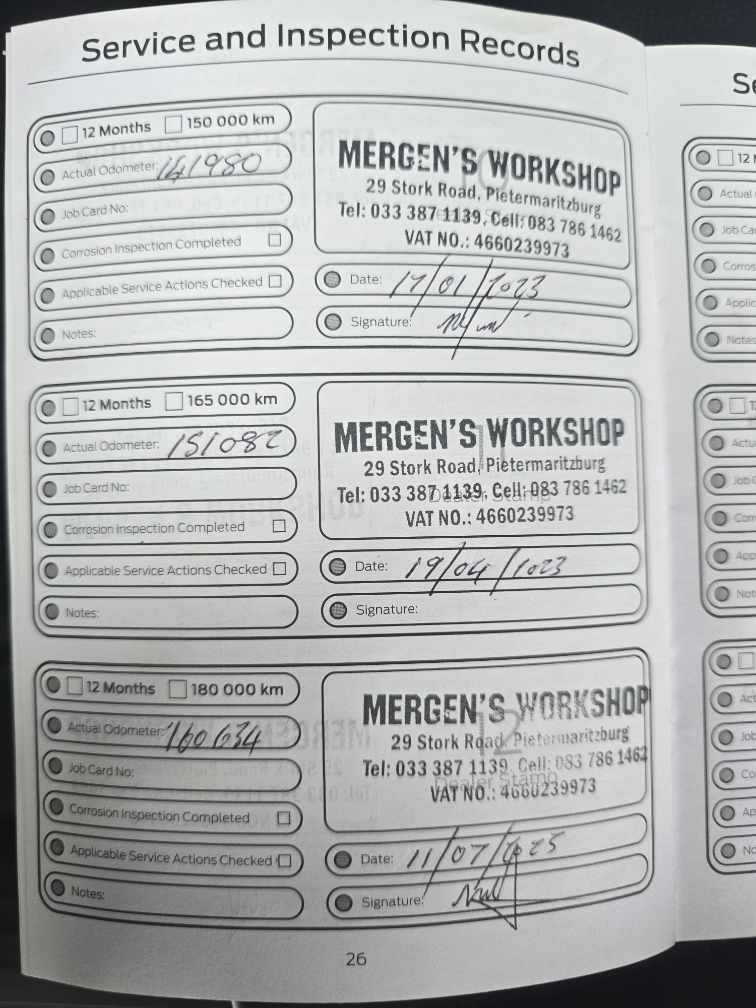 Service and Inspection Records
12 Months 150 000 km
Actual Odometer: 141980
Job Card No:
Corrosion Inspection Completed
Applicable Service Actions Checked
Notes:
MERGEN'S WORKSHOP
29 Stork Road, Pietermaritzburg
Tel: 033 387 1139, Cell: 083 786 1462
VAT NO.: 4660239973
Date: 17/01/2023
Signature:
12 Months 165 000 km
Actual Odometer: 151082
Job Card No:
Corrosion Inspection Completed
Applicable Service Actions Checked
Notes:
11
MERGEN'S WORKSHOP
29 Stork Road, Pietermaritzburg
Tel: 033 387 1139, Cell: 083 786 1462
Dealer Stamp
VAT NO.: 4660239973
Date: 19/04/2023
Signature:
12 Months 180 000 km
Actual Odometer: 160634
Job Card No:
Corrosion Inspection Completed
Applicable Service Actions Checked
Notes:
12
MERGEN'S WORKSHOP
29 Stork Road, Pietermaritzburg
Tel: 033 387 1139, Cell: 083 786 1462
Dealer Stamp
VAT NO.: 4660239973
Date: 11/07/2025
Signature:
26